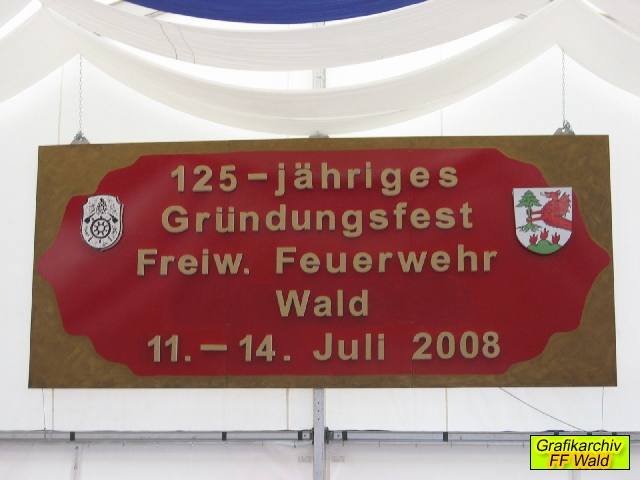 125-jähriges
Gründungsfest
Freiw. Feuerwehr
Wald
11.-14. Juli 2008
Grafikarchiv
FF Wald